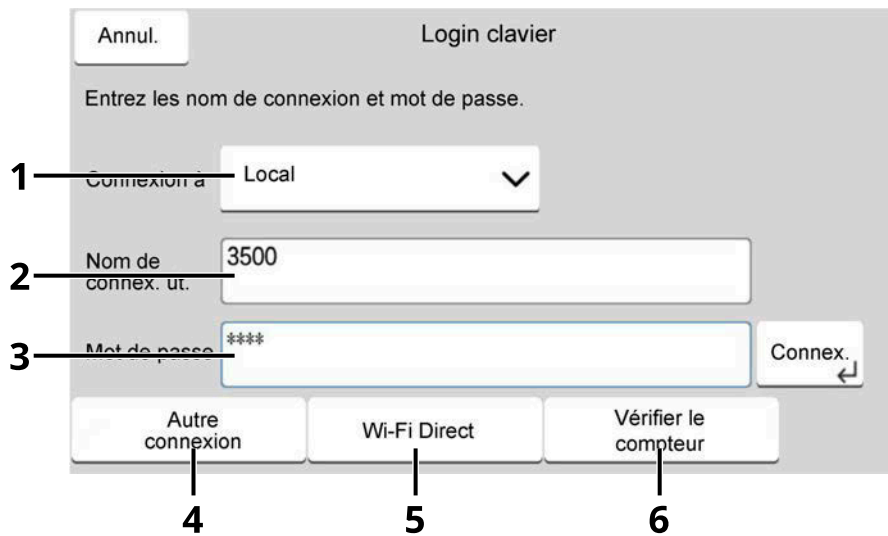 Annul.
Login clavier
Entrez les nom de connexion et mot de passe.
1
Connexion à
Local
2
Nom de
connex. ut.
3500
3
Mot de passe
****
Connex.
Autre
connexion
Wi-Fi Direct
Vérifier le
compteur
4
5
6